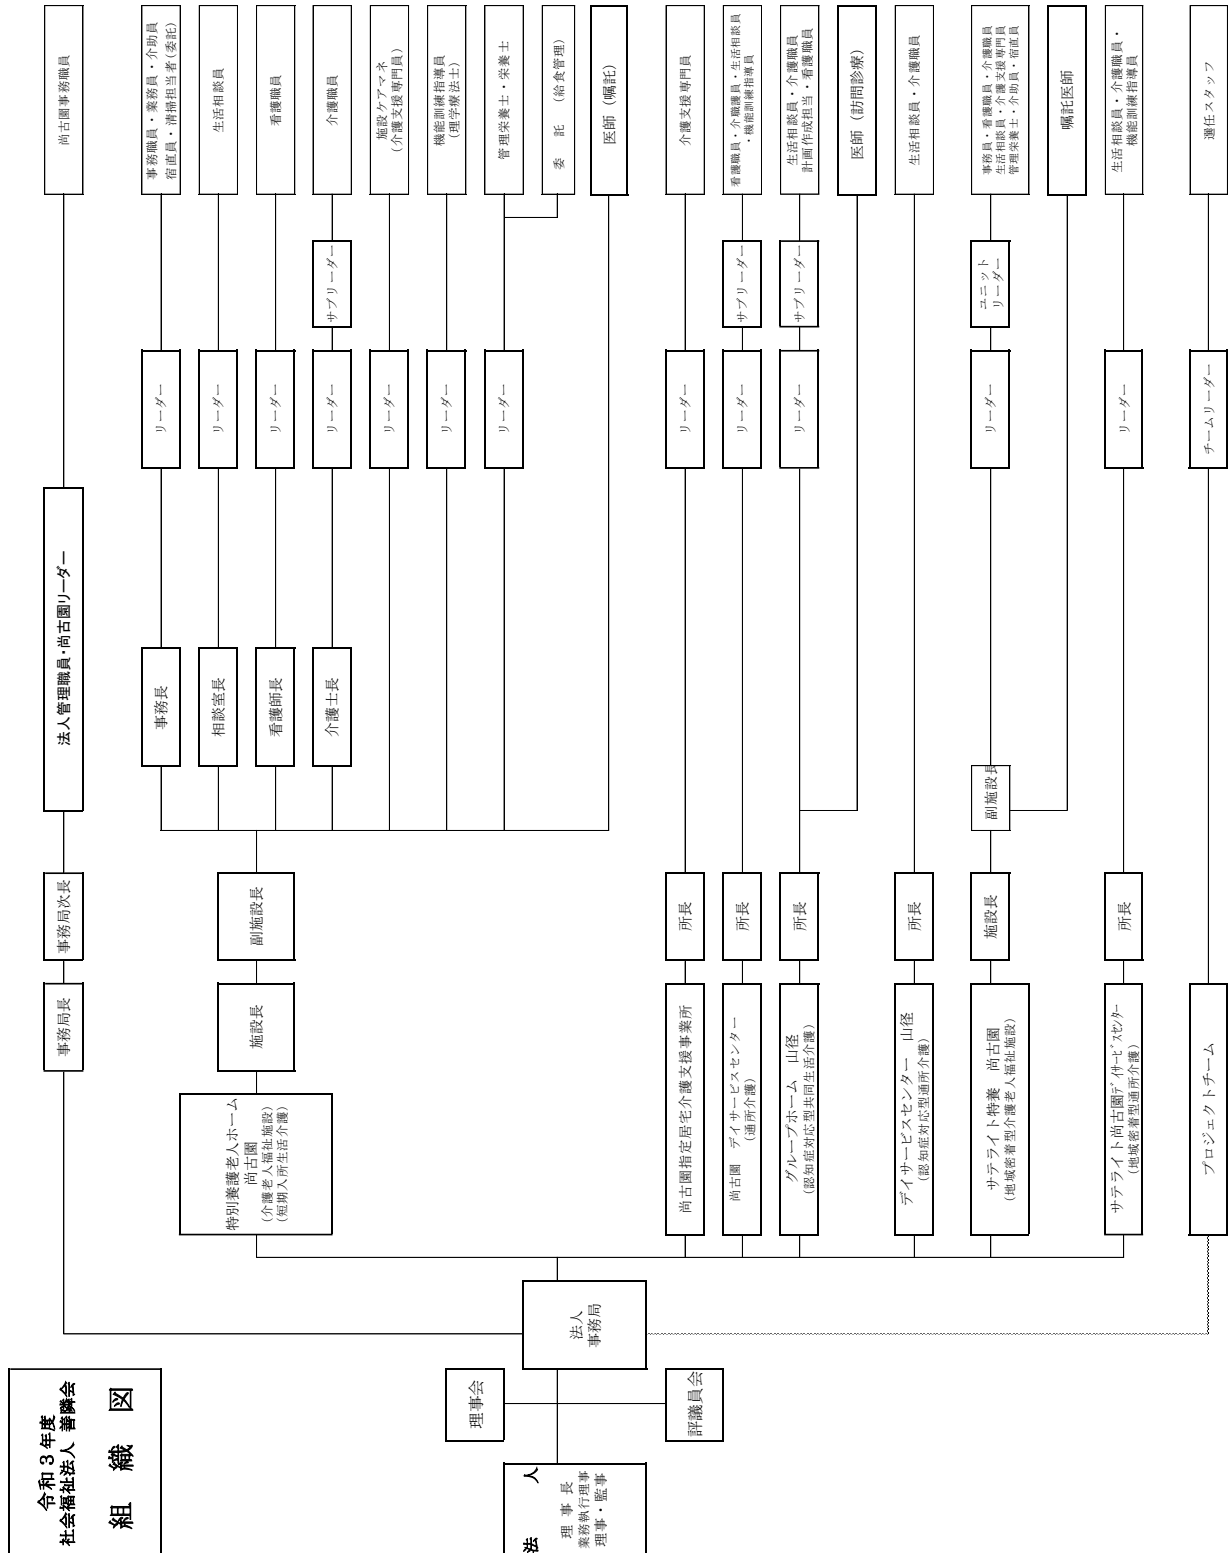 令和３年度
社会福祉法人 善隣会
組 織 図
法 人
理 事 長
業務執行理事
理事・監事
理事会
評議員会
法人
事務局
事務局長
事務局次長
法人管理職員・尚古園リーダー
尚古園事務職員
特別養護老人ホーム
尚古園
(介護老人福祉施設)
(短期入所生活介護)
施設長
副施設長
事務長
リーダー
事務職員・業務員・介助員
宿直員・清掃担当者(委託)
相談室長
リーダー
生活相談員
看護師長
リーダー
看護職員
介護士長
リーダー
サブリーダー
介護職員
リーダー
施設ケアマネ
(介護支援専門員)
リーダー
機能訓練指導員
(理学療法士)
リーダー
管理栄養士・栄養士
委 託 (給食管理)
医師 (嘱託)
尚古園指定居宅介護支援事業所
所長
リーダー
介護支援専門員
尚古園 デイサービスセンター
(通所介護)
所長
リーダー
サブリーダー
看護職員・介職護員・生活相談員
・機能訓練指導員
グループホーム 山径
(認知症対応型共同生活介護)
所長
リーダー
サブリーダー
生活相談員・介護職員
計画作成担当・看護職員
医師 (訪問診療)
デイサービスセンター 山径
(認知症対応型通所介護)
所長
生活相談員・介護職員
サテライト特養 尚古園
(地域密着型介護老人福祉施設)
施設長
副施設長
リーダー
ユニット
リーダー
事務員・看護職員・介護職員
生活相談員・介護支援専門員
管理栄養士・介助員・宿直員
嘱託医師
サテライト尚古園ﾃﾞｲｻｰﾋﾞｽｾﾝﾀｰ
(地域密着型通所介護)
所長
リーダー
生活相談員・介護職員・
機能訓練指導員
プロジェクトチーム
チームリーダー
選任スタッフ